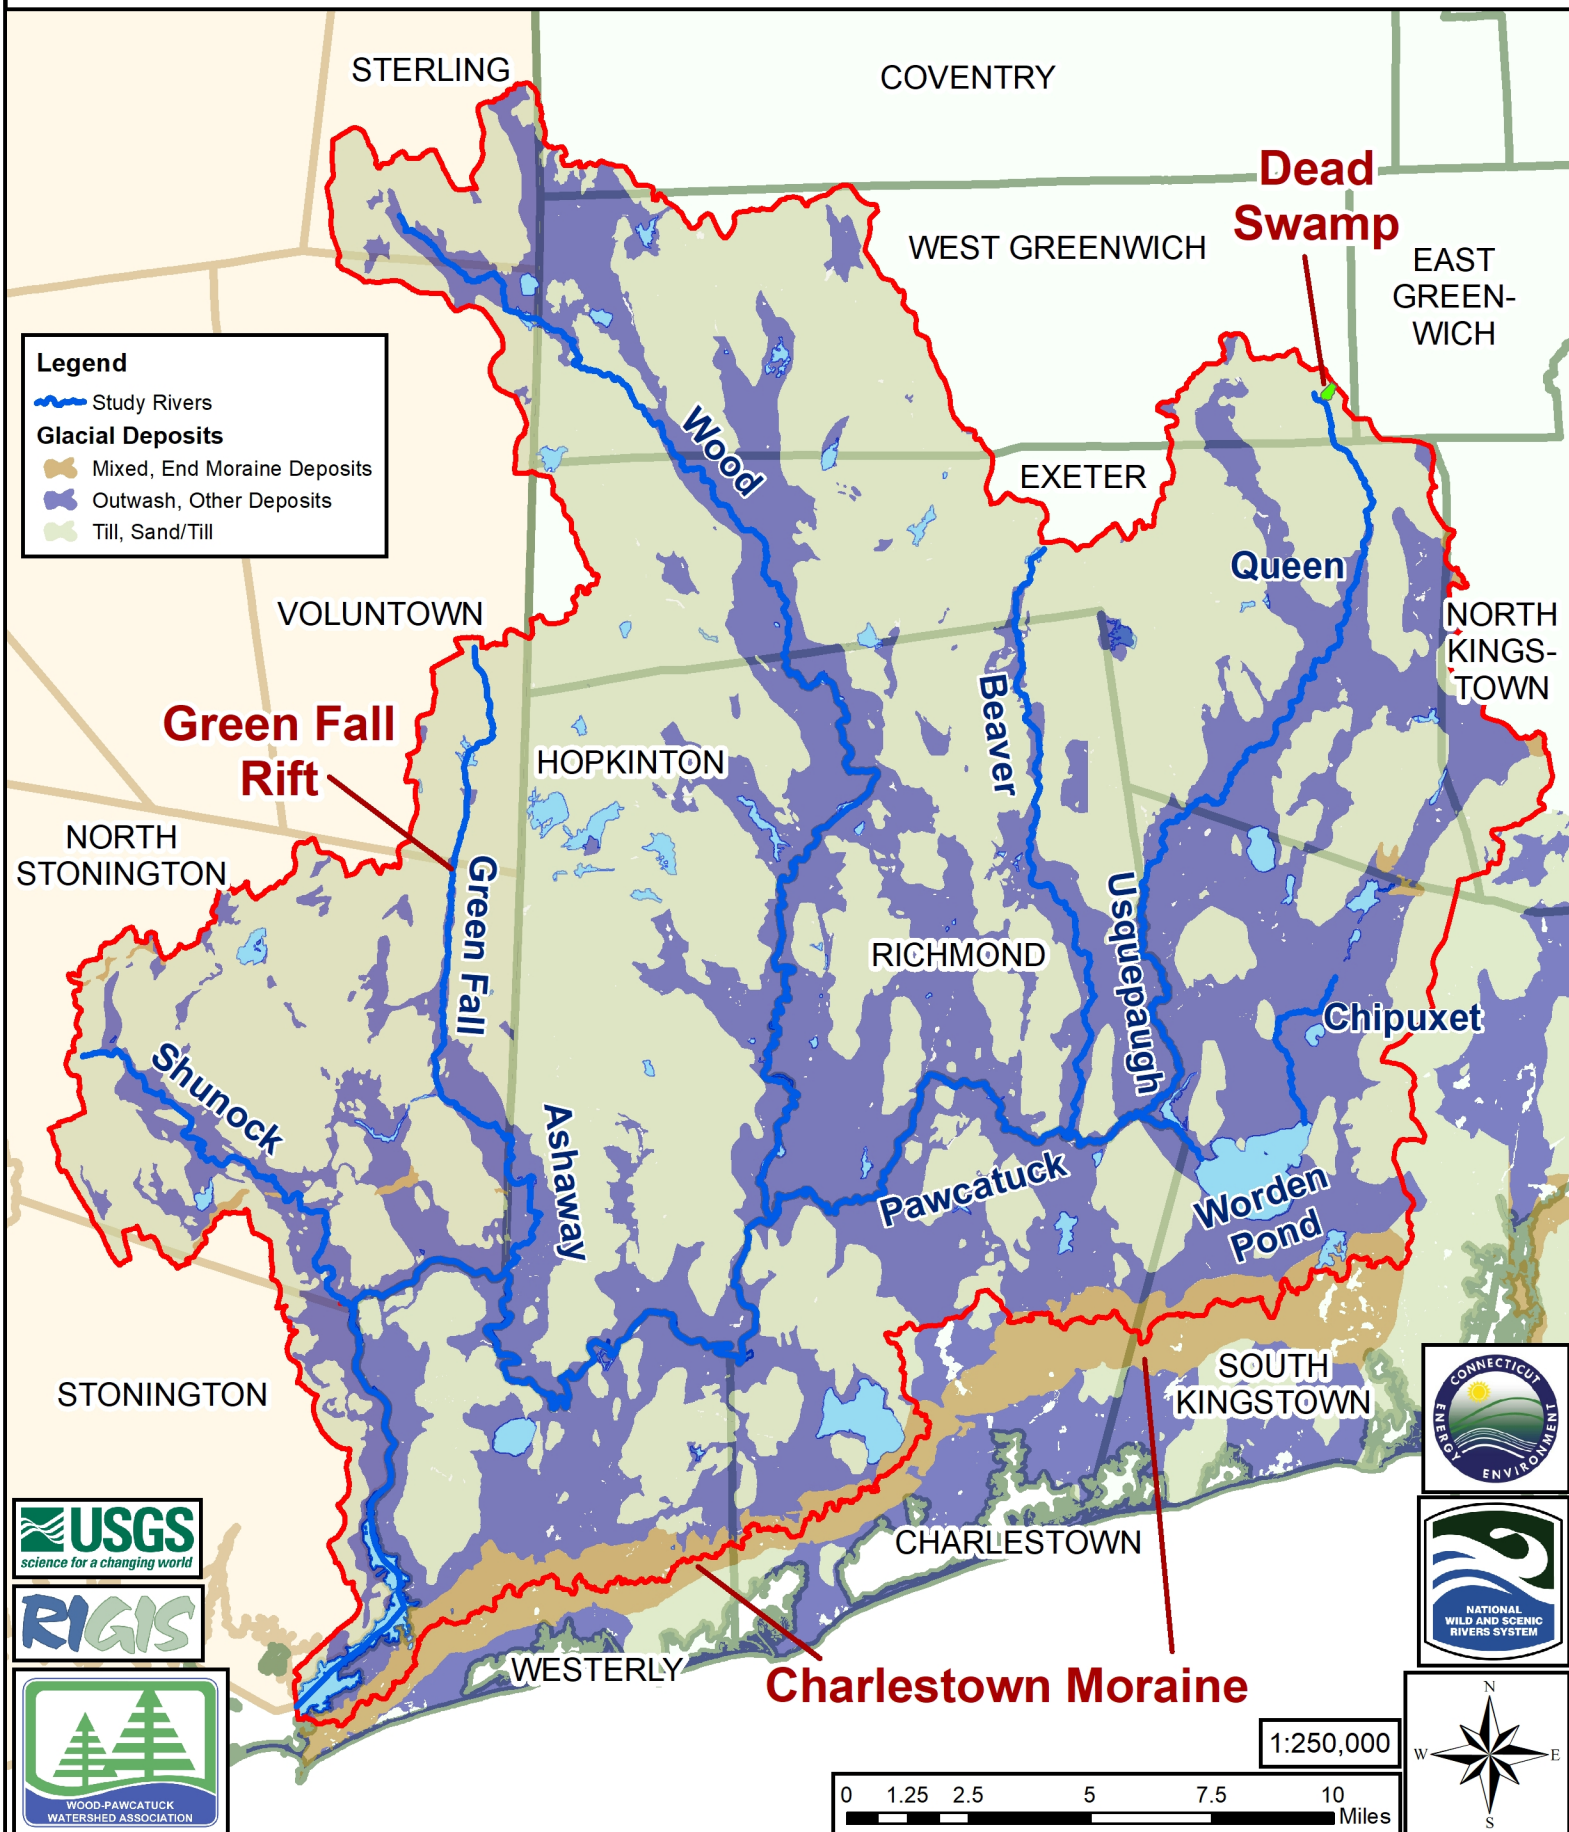 STERLING
COVENTRY
Dead
Swamp
WEST GREENWICH
EAST
GREEN-
WICH
Legend
Study Rivers
Glacial Deposits
Mixed, End Moraine Deposits
Outwash, Other Deposits
Till, Sand/Till
Wood
EXETER
Queen
VOLUNTOWN
NORTH
KINGS-
TOWN
Green Fall
Rift
HOPKINTON
Beaver
NORTH
STONINGTON
Green Fall
Usquepaugh
RICHMOND
Chipuxet
Shunock
Ashaway
Pawcatuck
Worden
Pond
STONINGTON
SOUTH
KINGSTOWN
CONNECTICUT
ENERGY
ENVIRONMENT
USGS
science for a changing world
CHARLESTOWN
RIGIS
NATIONAL
WILD AND SCENIC
RIVERS SYSTEM
WESTERLY
Charlestown Moraine
WOOD-PAWCATUCK
WATERSHED ASSOCIATION
1:250,000
N
W
E
S
0 1.25 2.5 5 7.5 10
Miles